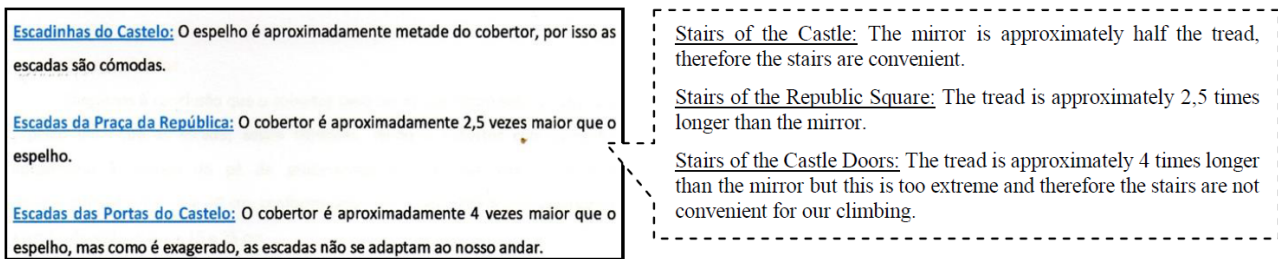 Escadinhas do Castelo: O espelho é aproximadamente metade do cobertor, por isso as
escadas são cómodas.
Escadas da Praça da República: O cobertor é aproximadamente 2,5 vezes maior que o
espelho.
Escadas das Portas do Castelo: O cobertor é aproximadamente 4 vezes maior que o
espelho, mas como é exagerado, as escadas não se adaptam ao nosso andar.
Stairs of the Castle: The mirror is approximately half the tread,
therefore the stairs are convenient.
Stairs of the Republic Square: The tread is approximately 2,5 times
longer than the mirror.
Stairs of the Castle Doors: The tread is approximately 4 times longer
than the mirror but this is too extreme and therefore the stairs are not
convenient for our climbing.